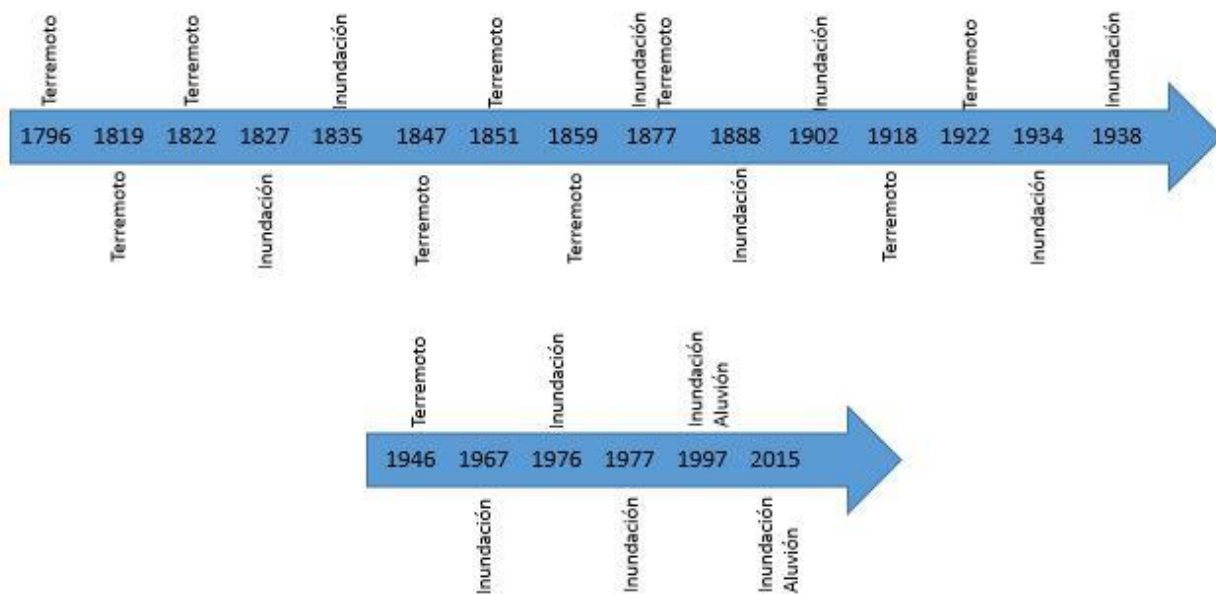 Terremoto
Terremoto
Inundación
Terremoto
Inundación
Terremoto
Inundación
Terremoto
Inundación
1796 1819 1822 1827 1835 1847 1851 1859 1877 1888 1902 1918 1922 1934 1938
Terremoto
Inundación
Terremoto
Terremoto
Inundación
Terremoto
Inundación
Terremoto
Inundación
Inundación
Aluvión
1946 1967 1976 1977 1997 2015
Inundación
Inundación
Inundación
Aluvión